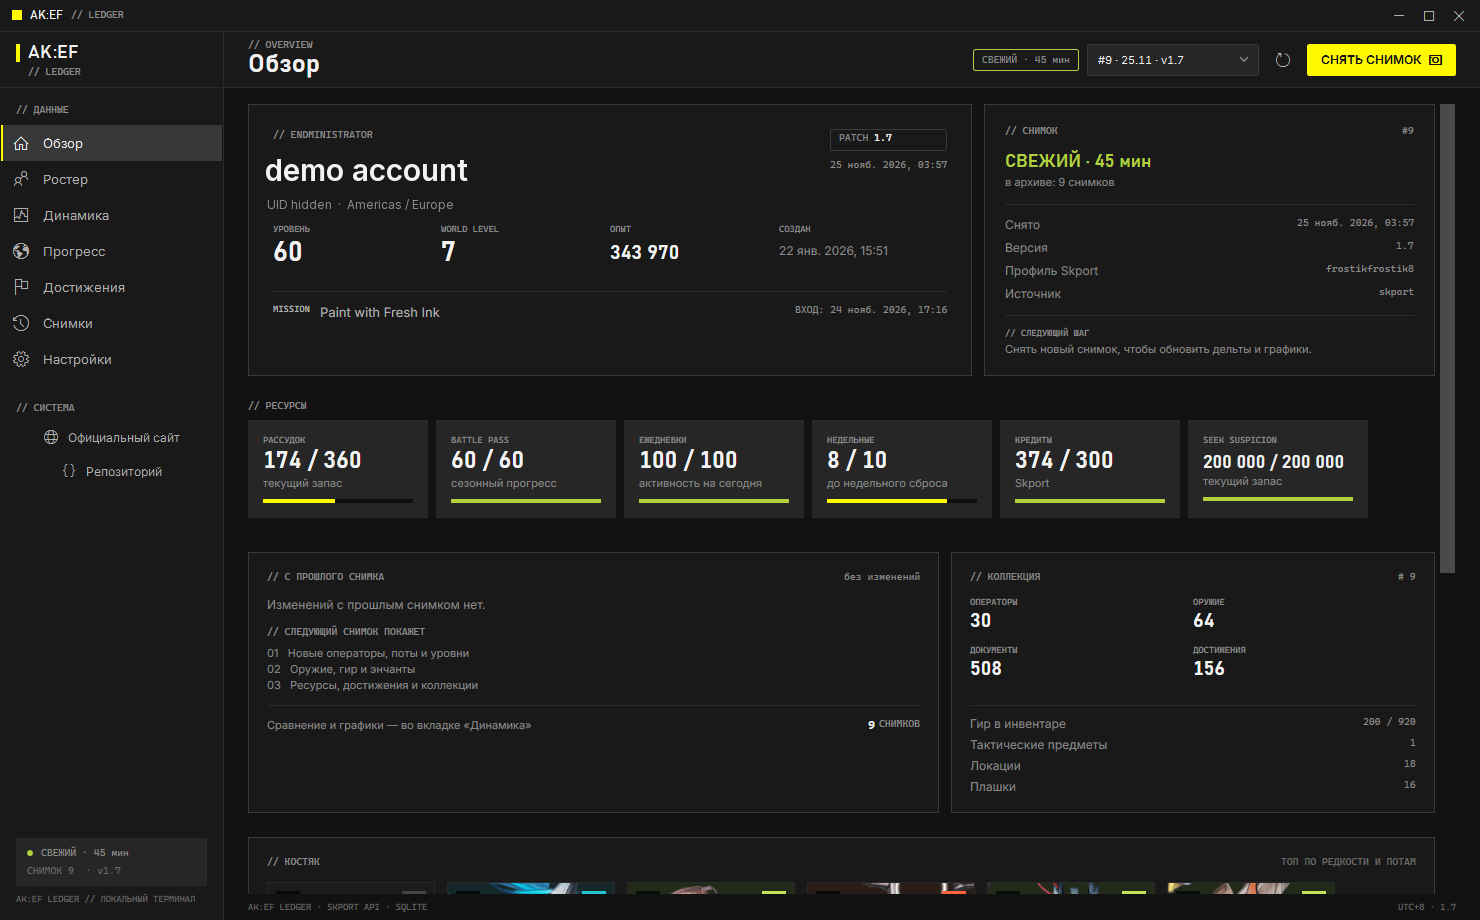 AK:EF // LEDGER
AK:EF
// LEDGER
// ДАННЫЕ
Обзор
Ростер
Динамика
Прогресс
Достижения
Снимки
Настройки
// СИСТЕМА
Официальный сайт
{} Репозиторий
СВЕЖИЙ · 45 мин
СНИМОК 9 · v1.7
AK:EF LEDGER // ЛОКАЛЬНЫЙ ТЕРМИНАЛ
// OVERVIEW
Обзор
СВЕЖИЙ · 45 мин
#9 · 25.11 · v1.7
СНЯТЬ СНИМОК
// ENDMINISTRATOR
PATCH 1.7
demo account
25 нояб. 2026, 03:57
UID hidden · Americas / Europe
УРОВЕНЬ
60
WORLD LEVEL
7
ОПЫТ
343 970
СОЗДАН
22 янв. 2026, 15:51
MISSION Paint with Fresh Ink
ВХОД: 24 нояб. 2026, 17:16
// СНИМОК
#9
СВЕЖИЙ · 45 мин
в архиве: 9 снимков
Снято 25 нояб. 2026, 03:57
Версия 1.7
Профиль Skport frostikfrostik8
Источник skport
// СЛЕДУЮЩИЙ ШАГ
Снять новый снимок, чтобы обновить дельты и графики.
// РЕСУРСЫ
РАССУДОК
174 / 360
текущий запас
BATTLE PASS
60 / 60
сезонный прогресс
ЕЖЕДНЕВКИ
100 / 100
активность на сегодня
НЕДЕЛЬНЫЕ
8 / 10
до недельного сброса
КРЕДИТЫ
374 / 300
Skport
SEEK SUSPICION
200 000 / 200 000
текущий запас
// С ПРОШЛОГО СНИМКА
без изменений
Изменений с прошлым снимком нет.
// СЛЕДУЮЩИЙ СНИМОК ПОКАЖЕТ
01 Новые операторы, поты и уровни
02 Оружие, гир и энчанты
03 Ресурсы, достижения и коллекции
Сравнение и графики — во вкладке «Динамика»
9 СНИМКОВ
// КОЛЛЕКЦИЯ
# 9
ОПЕРАТОРЫ
30
ОРУЖИЕ
64
ДОКУМЕНТЫ
508
ДОСТИЖЕНИЯ
156
Гир в инвентаре 200 / 920
Тактические предметы 1
Локации 18
Плашки 16
// КОСТЯК
ТОП ПО РЕДКОСТИ И ПОТАМ
AK:EF LEDGER · SKPORT API · SQLITE
UTC+8 · 1.7